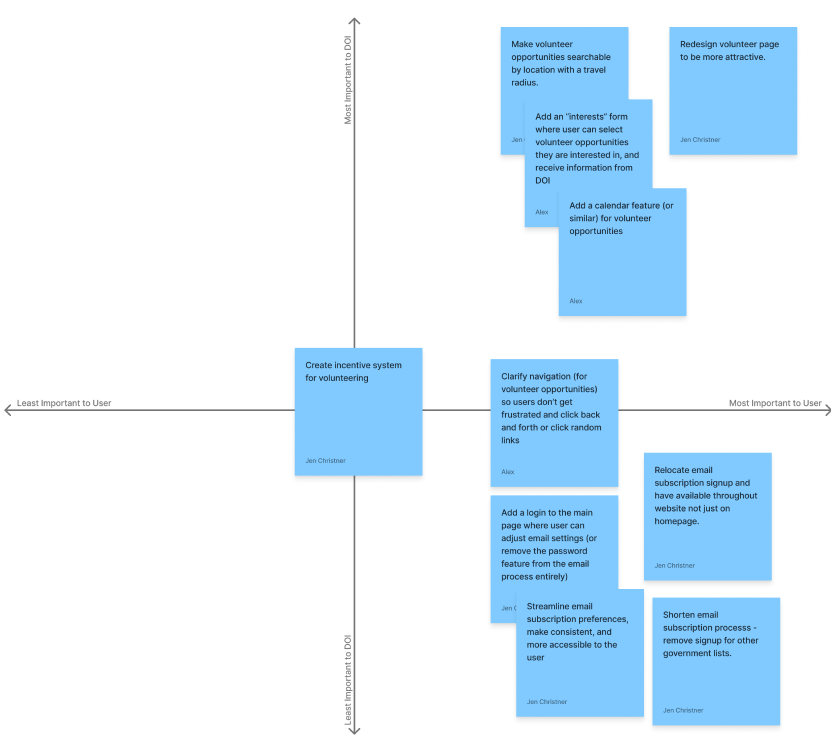 Most Important to DOI
Make volunteer
opportunities searchable
by location with a travel
radius.
Jen
Redesign volunteer page
to be more attractive.
Jen Christner
Add an "interests" form
where user can select
volunteer opportunities
they are interested in, and
receive information from
DOI
Alex
Add a calendar feature (or
similar) for volunteer
opportunities
Alex
Least Important to User
Most Important to User
Create incentive system
for volunteering
Jen Christner
Clarify navigation (for
volunteer opportunities)
so users don't get
frustrated and click back
and forth or click random
links
Alex
Relocate email
subscription signup and
have available throughout
website not just on
homepage.
Jen Christner
Add a login to the main
page where user can
adjust email settings (or
remove the password
feature from the email
process entirely)
Jen C
Streamline email
subscription preferences,
make consistent, and
more accessible to the
user
Jen Christner
Shorten email
subscription processs -
remove signup for other
government lists.
Jen Christner
Least Important to DOI